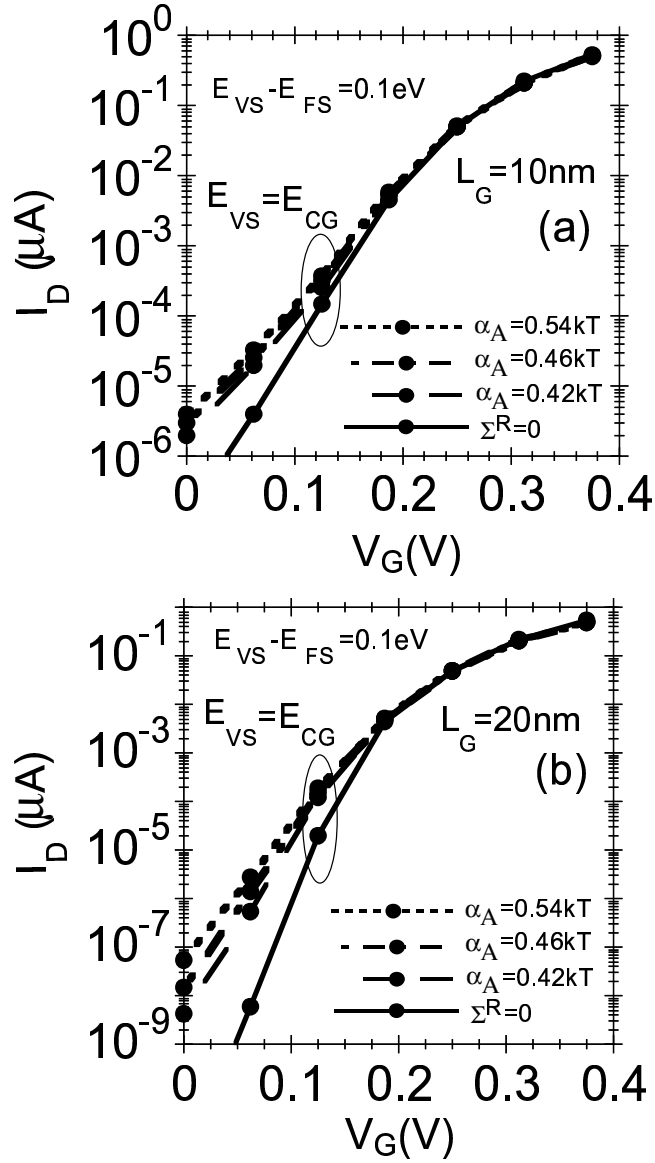 10⁰
E_VS-E_FS=0.1eV
10⁻¹
10⁻²
L_G=10nm
E_VS=E_CG
(a)
10⁻³
I_D (μA)
10⁻⁴
α_A=0.54kT
α_A=0.46kT
10⁻⁵
α_A=0.42kT
Σ^R=0
10⁻⁶
0 0.1 0.2 0.3 0.4
V_G(V)
E_VS-E_FS=0.1eV
10⁻¹
E_VS=E_CG
L_G=20nm
10⁻³
(b)
I_D (μA)
10⁻⁵
α_A=0.54kT
10⁻⁷
α_A=0.46kT
α_A=0.42kT
Σ^R=0
10⁻⁹
0 0.1 0.2 0.3 0.4
V_G(V)